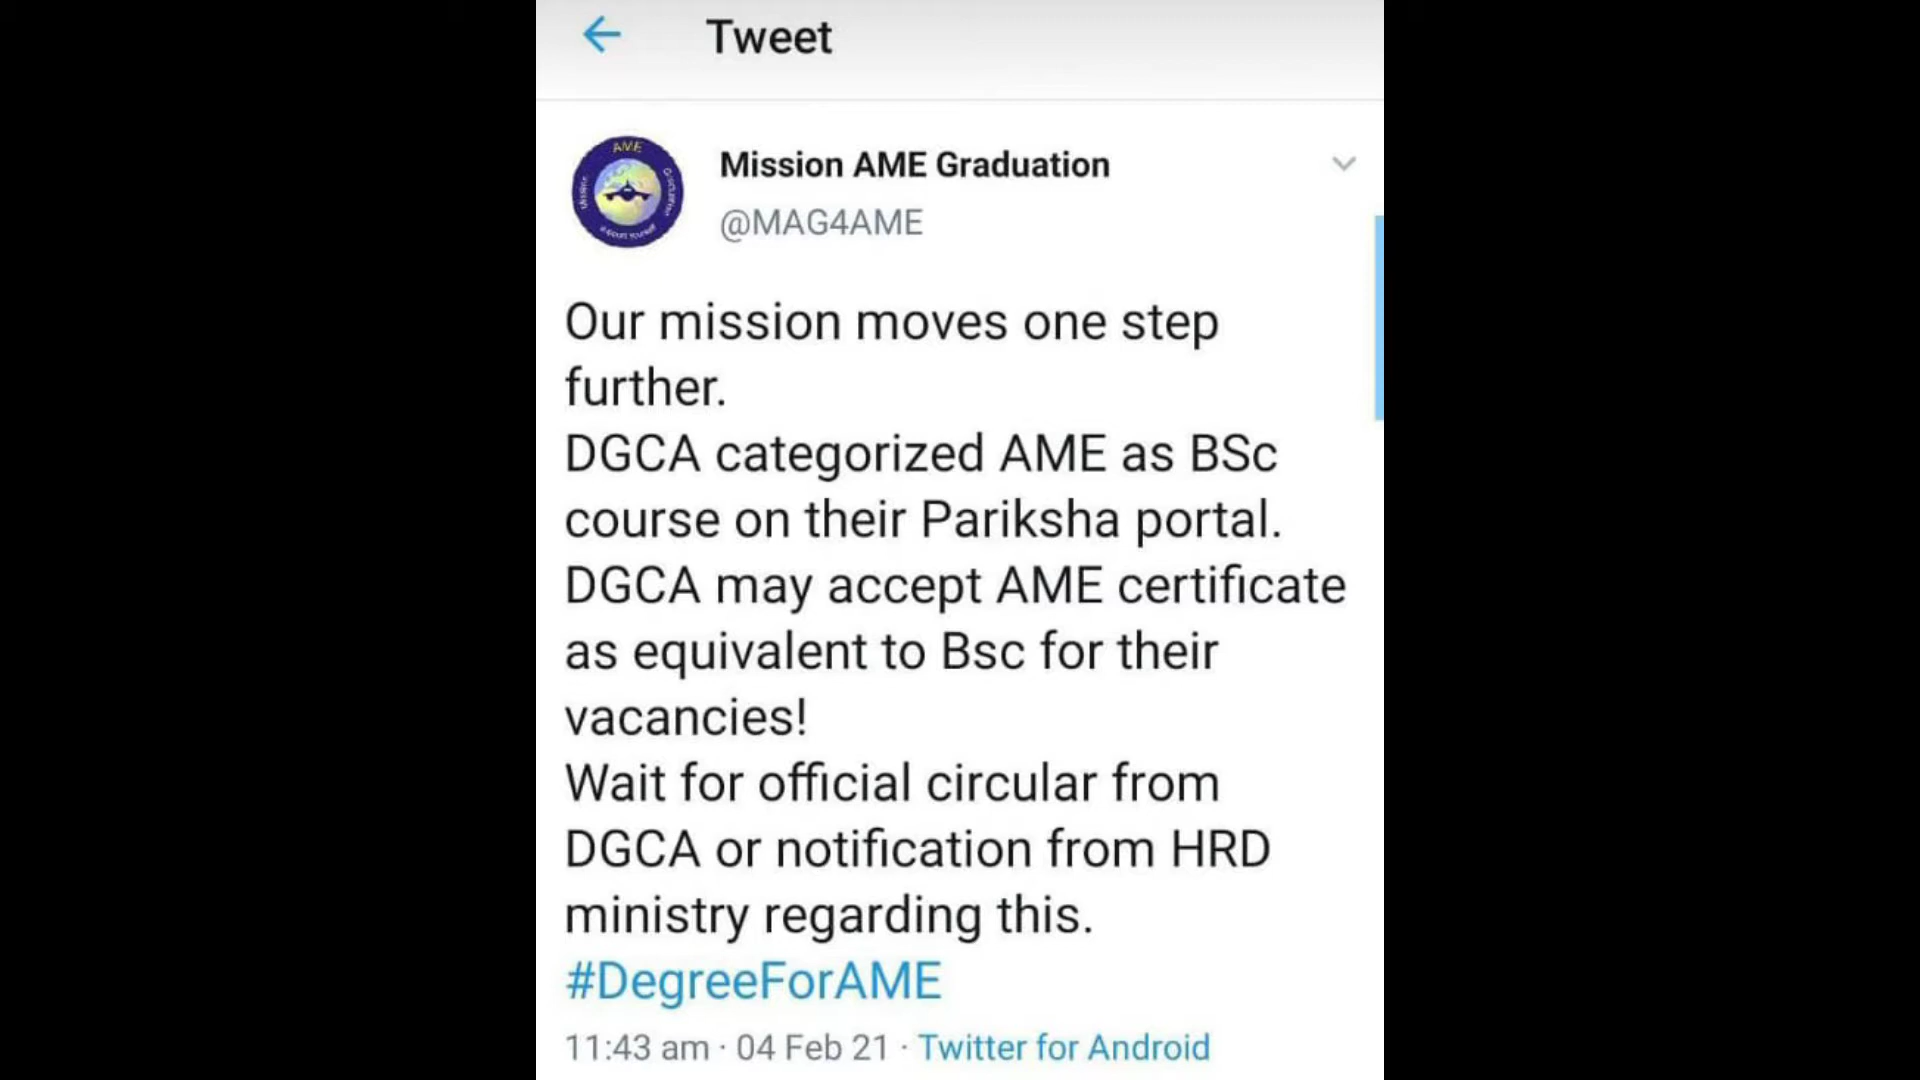 Tweet
AME
Mission AME Graduation
@MAG4AME
Our mission moves one step
further.
DGCA categorized AME as BSc
course on their Pariksha portal.
DGCA may accept AME certificate
as equivalent to Bsc for their
vacancies!
Wait for official circular from
DGCA or notification from HRD
ministry regarding this.
#DegreeForAME
11:43 am · 04 Feb 21 · Twitter for Android